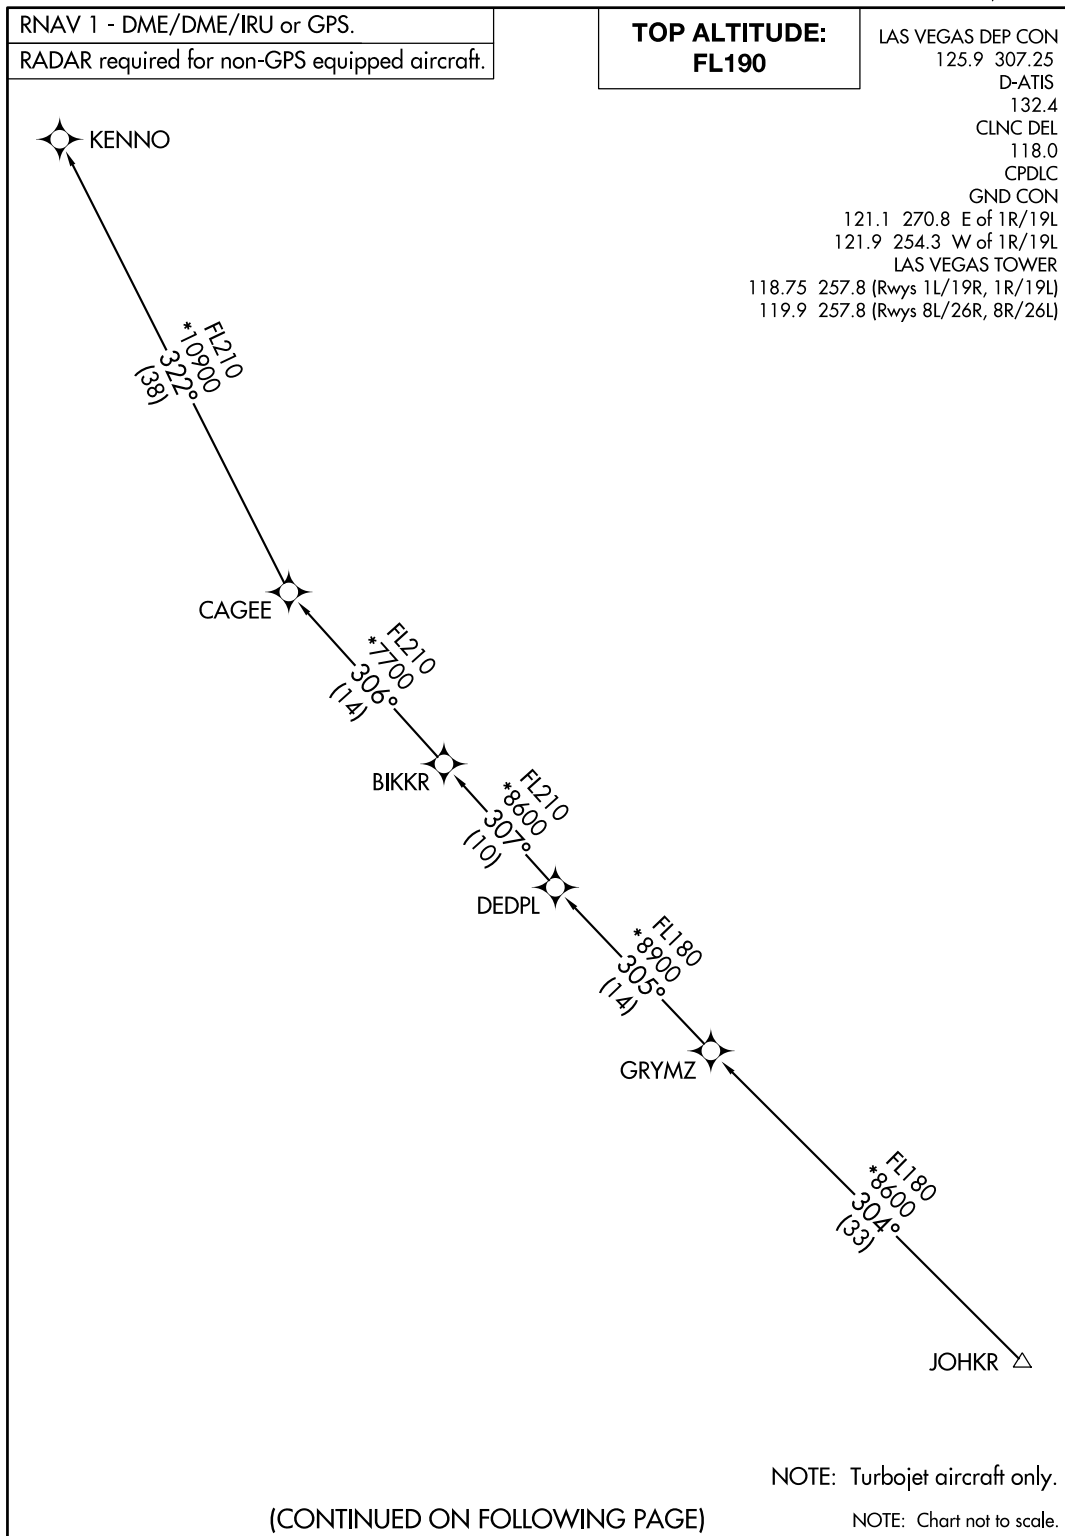 RNAV 1 - DME/DME/IRU or GPS.
RADAR required for non-GPS equipped aircraft.
TOP ALTITUDE:
FL190
LAS VEGAS DEP CON
125.9 307.25
D-ATIS
132.4
CLNC DEL
118.0
CPDLC
GND CON
121.1 270.8 E of 1R/19L
121.9 254.3 W of 1R/19L
LAS VEGAS TOWER
118.75 257.8 (Rwys 1L/19R, 1R/19L)
119.9 257.8 (Rwys 8L/26R, 8R/26L)
KENNO
FL210
*10900
322°
(38)
CAGEE
FL210
*7700
306°
(14)
BIKKR
FL210
*8600
307°
(10)
DEDPL
FL180
*8900
305°
(14)
GRYMZ
FL180
*8600
304°
(33)
JOHKR
NOTE: Turbojet aircraft only.
(CONTINUED ON FOLLOWING PAGE)
NOTE: Chart not to scale.